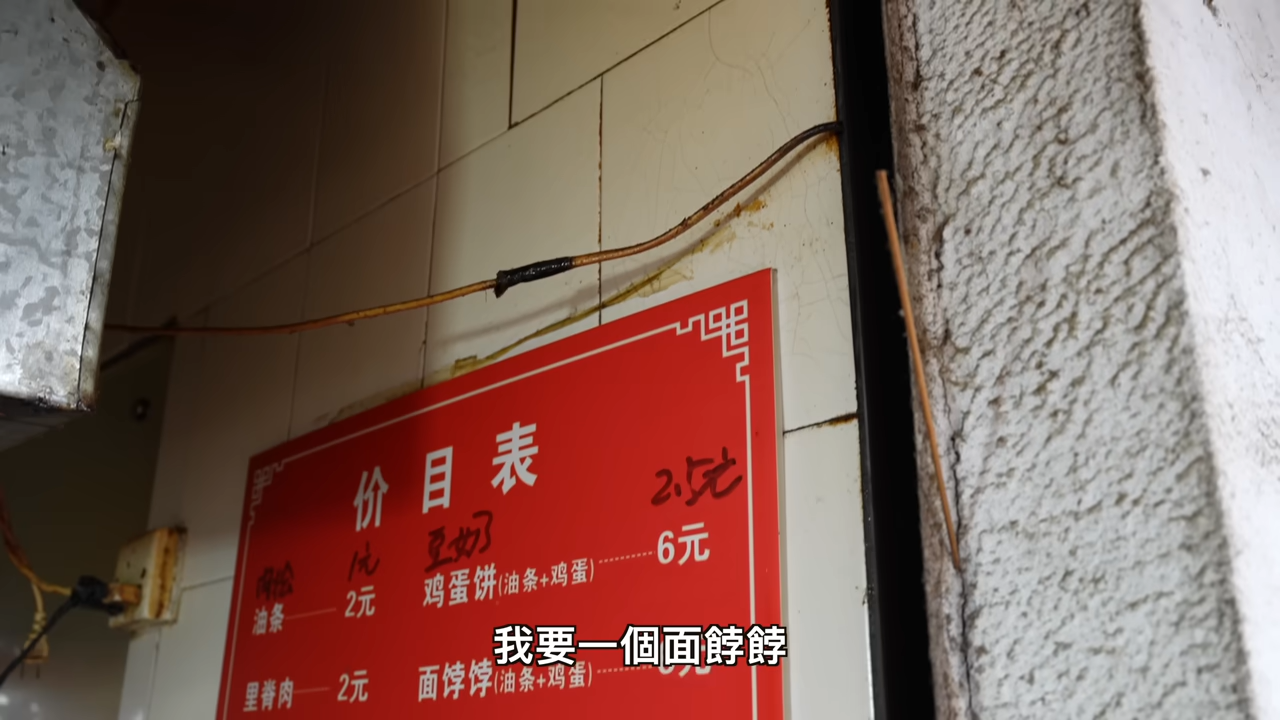 价目表
1元 豆奶 2.5元
油条 2元 鸡蛋饼(油条+鸡蛋) 6元
里脊肉 2元 面饽饽(油条+鸡蛋)
我要一個面餑餑